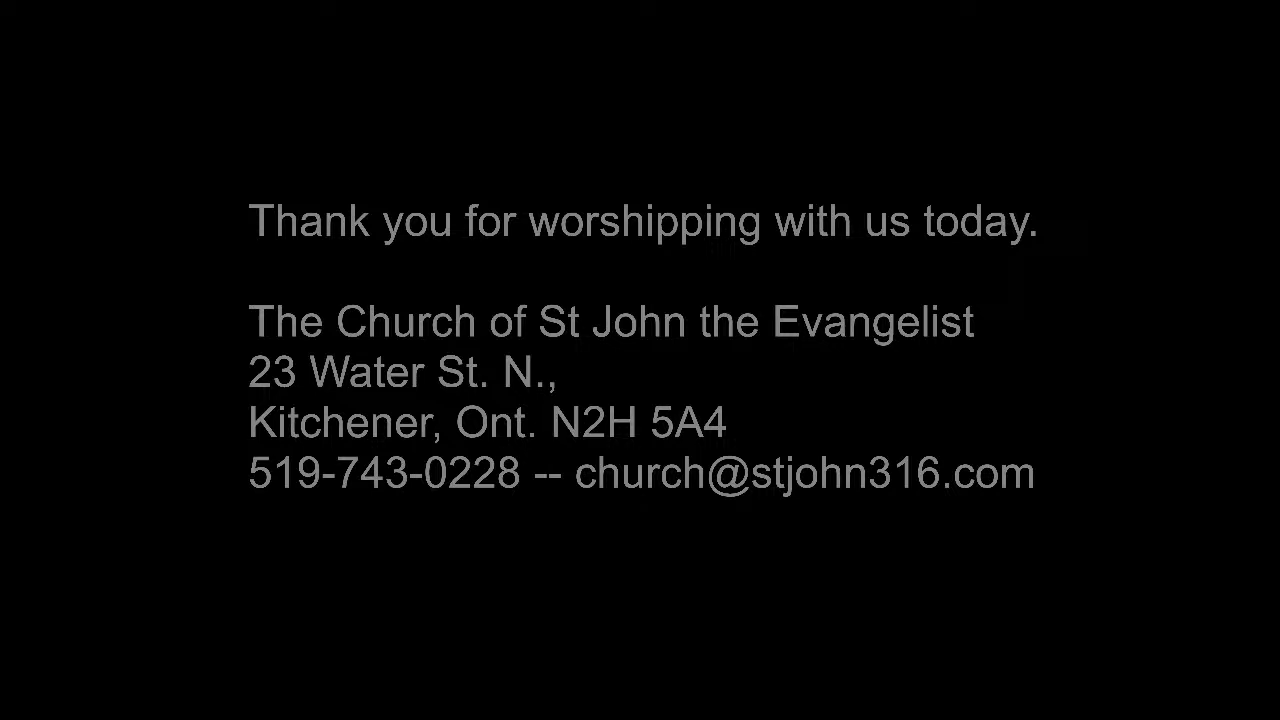 Thank you for worshipping with us today.
The Church of St John the Evangelist
23 Water St. N.,
Kitchener, Ont. N2H 5A4
519-743-0228 -- church@stjohn316.com